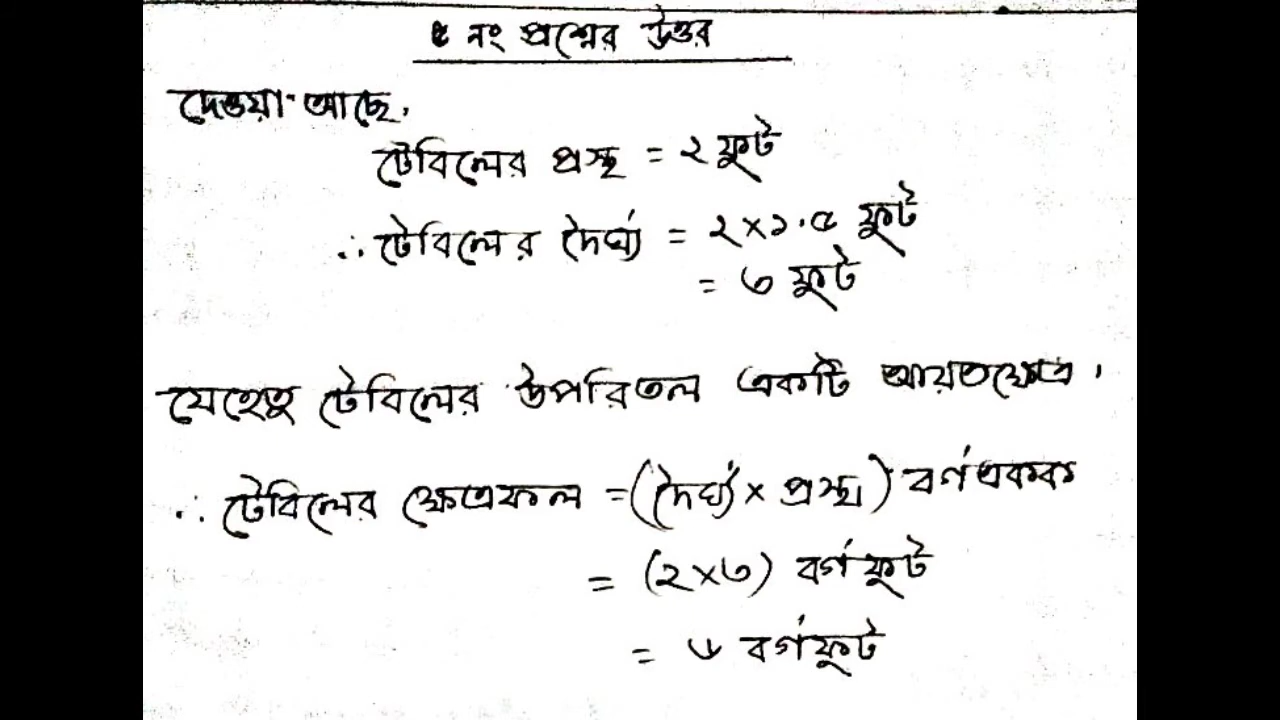 ৫ নং প্রশ্নের উত্তর
দেওয়া আছে,
টেবিলের প্রস্থ = ২ ফুট
∴ টেবিলের দৈর্ঘ্য = ২×১.৫ ফুট
= ৩ ফুট
যেহেতু টেবিলের উপরিতল একটি আয়তক্ষেত্র,
∴ টেবিলের ক্ষেত্রফল = (দৈর্ঘ্য × প্রস্থ) বর্গ একক
= (২×৩) বর্গফুট
= ৬ বর্গফুট